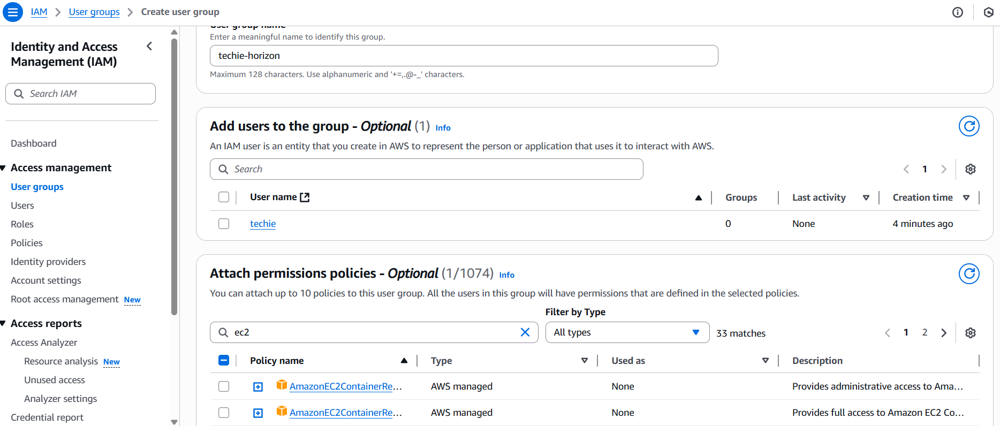 IAM > User groups > Create user group
Identity and Access
Management (IAM)
Search IAM
Dashboard
Access management
User groups
Users
Roles
Policies
Identity providers
Account settings
Root access management New
Access reports
Access Analyzer
Resource analysis New
Unused access
Analyzer settings
Credential report
User group name
Enter a meaningful name to identify this group.
techie-horizon
Maximum 128 characters. Use alphanumeric and '+=,.@-_' characters.
Add users to the group - Optional (1) Info
An IAM user is an entity that you create in AWS to represent the person or application that uses it to interact with AWS.
Search
1
User name Groups Last activity Creation time
techie 0 None 4 minutes ago
Attach permissions policies - Optional (1/1074) Info
You can attach up to 10 policies to this user group. All the users in this group will have permissions that are defined in the selected policies.
Filter by Type
ec2 All types 33 matches 1 2
Policy name Type Used as Description
AmazonEC2ContainerRe... AWS managed None Provides administrative access to Ama...
AmazonEC2ContainerRe... AWS managed None Provides full access to Amazon EC2 Co...